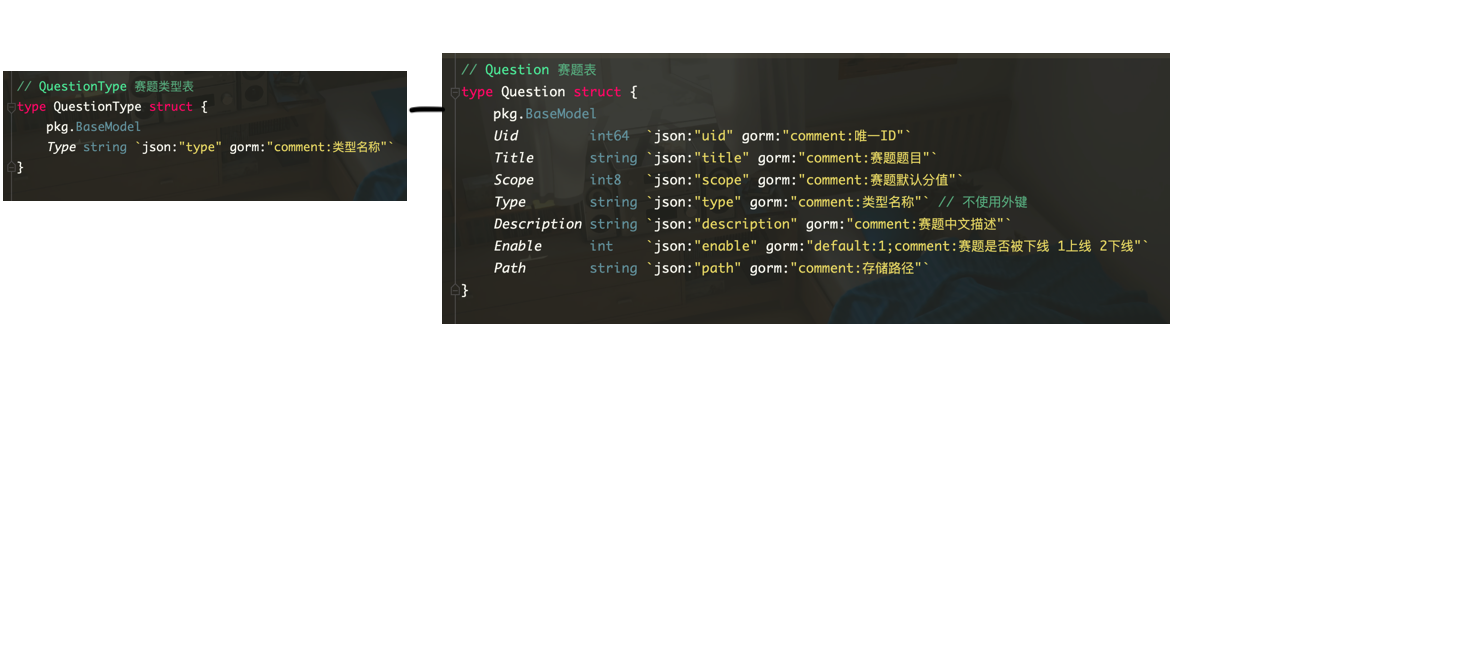 // QuestionType 赛题类型表
type QuestionType struct {
pkg.BaseModel
Type string `json:"type" gorm:"comment:类型名称"`
}
// Question 赛题表
type Question struct {
pkg.BaseModel
Uid int64 `json:"uid" gorm:"comment:唯一ID"`
Title string `json:"title" gorm:"comment:赛题题目"`
Scope int8 `json:"scope" gorm:"comment:赛题默认分值"`
Type string `json:"type" gorm:"comment:类型名称"` // 不使用外键
Description string `json:"description" gorm:"comment:赛题中文描述"`
Enable int `json:"enable" gorm:"default:1;comment:赛题是否被下线 1上线 2下线"`
Path string `json:"path" gorm:"comment:存储路径"`
}